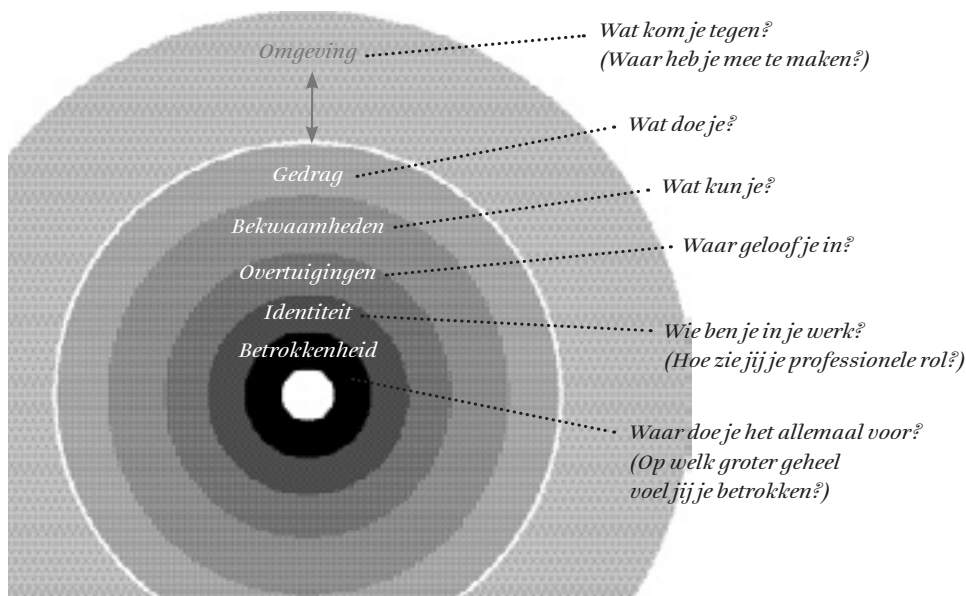 Omgeving
Wat kom je tegen?
(Waar heb je mee te maken?)
Wat doe je?
Gedrag
Wat kun je?
Bekwaamheden
Waar geloof je in?
Overtuigingen
Identiteit
Wie ben je in je werk?
(Hoe zie jij je professionele rol?)
Betrokkenheid
Waar doe je het allemaal voor?
(Op welk groter geheel
voel jij je betrokken?)